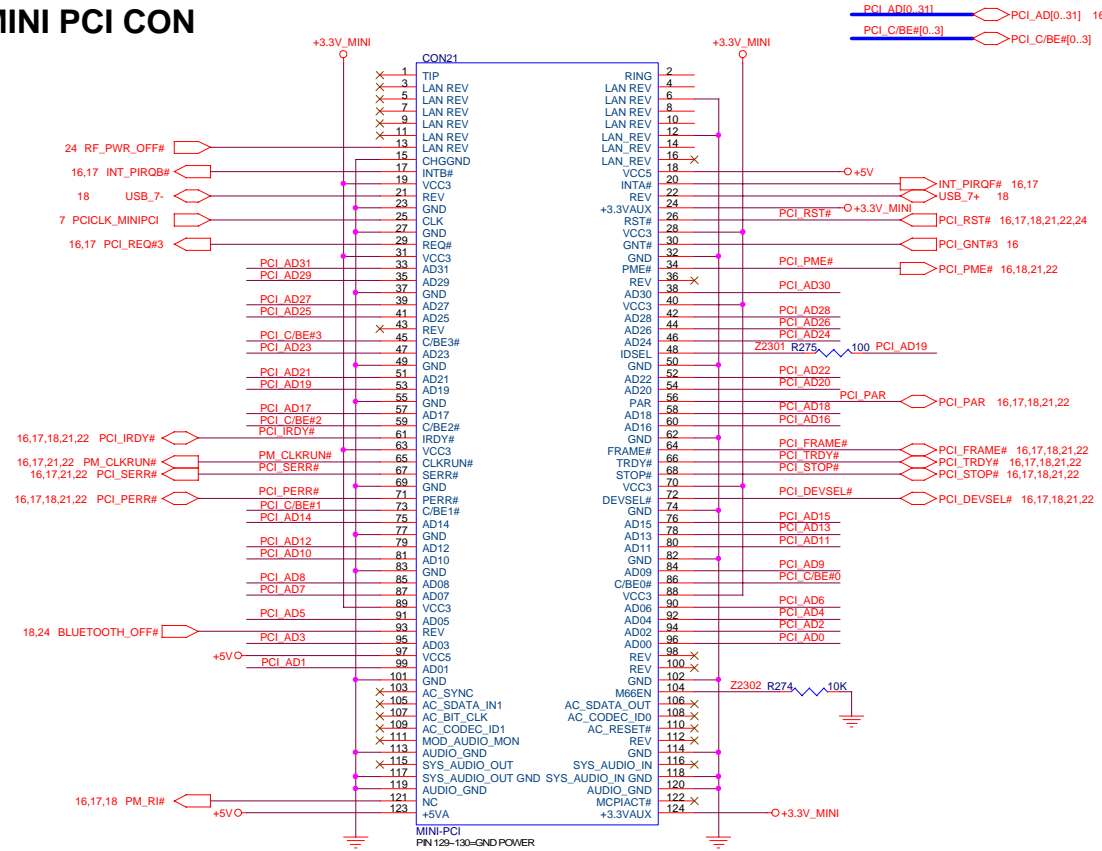 MINI PCI CON
PCI_AD[0..31] PCI_AD[0..31] 16
PCI_C/BE#[0..3] PCI_C/BE#[0..3]
+3.3V_MINI +3.3V_MINI
CON21
1 TIP RING 2
3 LAN REV LAN REV 4
5 LAN REV LAN REV 6
7 LAN REV LAN REV 8
9 LAN REV LAN REV 10
11 LAN REV LAN_REV 12
24 RF_PWR_OFF# 13 LAN REV LAN_REV 14
15 CHGGND LAN_REV 16
16,17 INT_PIRQB# 17 INTB# VCC5 18 +5V
19 VCC3 INTA# 20 INT_PIRQF# 16,17
18 USB_7- 21 REV REV 22 USB_7+ 18
23 GND +3.3VAUX 24 +3.3V_MINI
7 PCICLK_MINIPCI 25 CLK RST# 26 PCI_RST# PCI_RST# 16,17,18,21,22,24
27 GND VCC3 28
16,17 PCI_REQ#3 29 REQ# GNT# 30 PCI_GNT#3 16
31 VCC3 GND 32
PCI_AD31 33 AD31 PME# 34 PCI_PME# PCI_PME# 16,18,21,22
PCI_AD29 35 AD29 REV 36
37 GND AD30 38 PCI_AD30
PCI_AD27 39 AD27 VCC3 40
PCI_AD25 41 AD25 AD28 42 PCI_AD28
43 REV AD26 44 PCI_AD26
PCI_C/BE#3 45 C/BE3# AD24 46 PCI_AD24
PCI_AD23 47 AD23 IDSEL 48 Z2301 R275 100 PCI_AD19
49 GND GND 50
PCI_AD21 51 AD21 AD22 52 PCI_AD22
PCI_AD19 53 AD19 AD20 54 PCI_AD20
55 GND PAR 56 PCI_PAR PCI_PAR 16,17,18,21,22
PCI_AD17 57 AD17 AD18 58 PCI_AD18
PCI_C/BE#2 59 C/BE2# AD16 60 PCI_AD16
16,17,18,21,22 PCI_IRDY# PCI_IRDY# 61 IRDY# GND 62
63 VCC3 FRAME# 64 PCI_FRAME# PCI_FRAME# 16,17,18,21,22
16,17,21,22 PM_CLKRUN# PM_CLKRUN# 65 CLKRUN# TRDY# 66 PCI_TRDY# PCI_TRDY# 16,17,18,21,22
16,17,21,22 PCI_SERR# PCI_SERR# 67 SERR# STOP# 68 PCI_STOP# PCI_STOP# 16,17,18,21,22
69 GND VCC3 70
16,17,18,21,22 PCI_PERR# PCI_PERR# 71 PERR# DEVSEL# 72 PCI_DEVSEL# PCI_DEVSEL# 16,17,18,21,22
PCI_C/BE#1 73 C/BE1# GND 74
PCI_AD14 75 AD14 AD15 76 PCI_AD15
77 GND AD13 78 PCI_AD13
PCI_AD12 79 AD12 AD11 80 PCI_AD11
PCI_AD10 81 AD10 GND 82
83 GND AD09 84 PCI_AD9
PCI_AD8 85 AD08 C/BE0# 86 PCI_C/BE#0
PCI_AD7 87 AD07 VCC3 88
89 VCC3 AD06 90 PCI_AD6
PCI_AD5 91 AD05 AD04 92 PCI_AD4
18,24 BLUETOOTH_OFF# 93 REV AD02 94 PCI_AD2
PCI_AD3 95 AD03 AD00 96 PCI_AD0
+5V 97 VCC5 REV 98
PCI_AD1 99 AD01 REV 100
101 GND GND 102
103 AC_SYNC M66EN 104 Z2302 R274 10K
105 AC_SDATA_IN1 AC_SDATA_OUT 106
107 AC_BIT_CLK AC_CODEC_ID0 108
109 AC_CODEC_ID1 AC_RESET# 110
111 MOD_AUDIO_MON REV 112
113 AUDIO_GND GND 114
115 SYS_AUDIO_OUT SYS_AUDIO_IN 116
117 SYS_AUDIO_OUT GND SYS_AUDIO_IN GND 118
119 AUDIO_GND AUDIO_GND 120
16,17,18 PM_RI# 121 NC MCPIACT# 122
+5V 123 +5VA +3.3VAUX 124 +3.3V_MINI
MINI-PCI
PIN 129~130=GND POWER